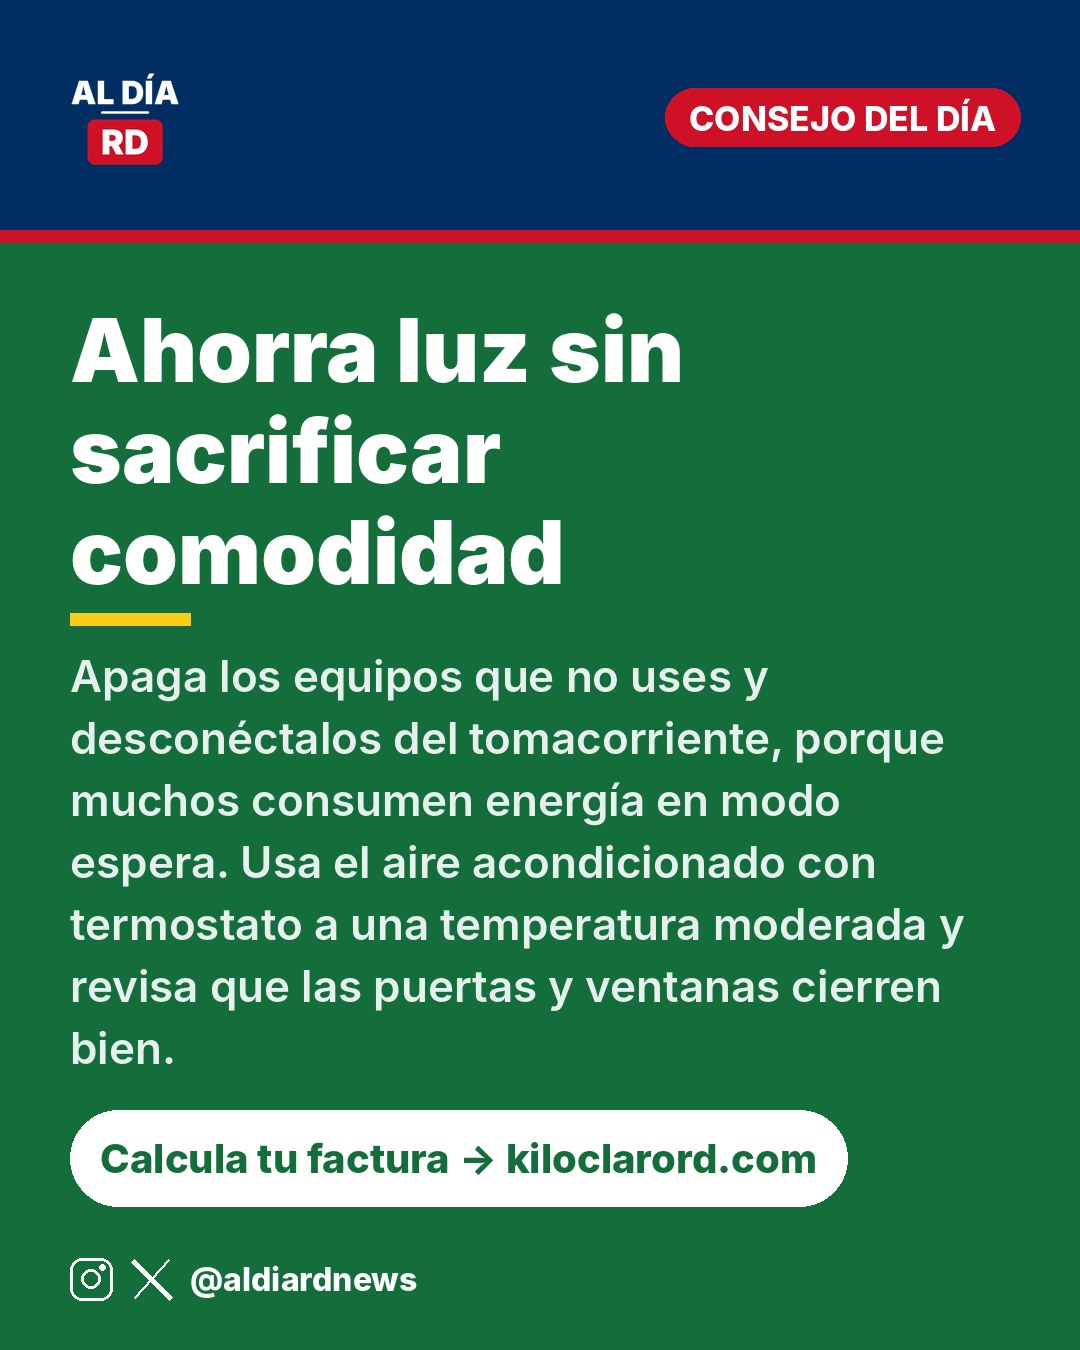 AL DÍA
RD
CONSEJO DEL DÍA
Ahorra luz sin
sacrificar
comodidad
Apaga los equipos que no uses y
desconéctalos del tomacorriente, porque
muchos consumen energía en modo
espera. Usa el aire acondicionado con
termostato a una temperatura moderada y
revisa que las puertas y ventanas cierren
bien.
Calcula tu factura → kiloclarord.com
@aldiardnews